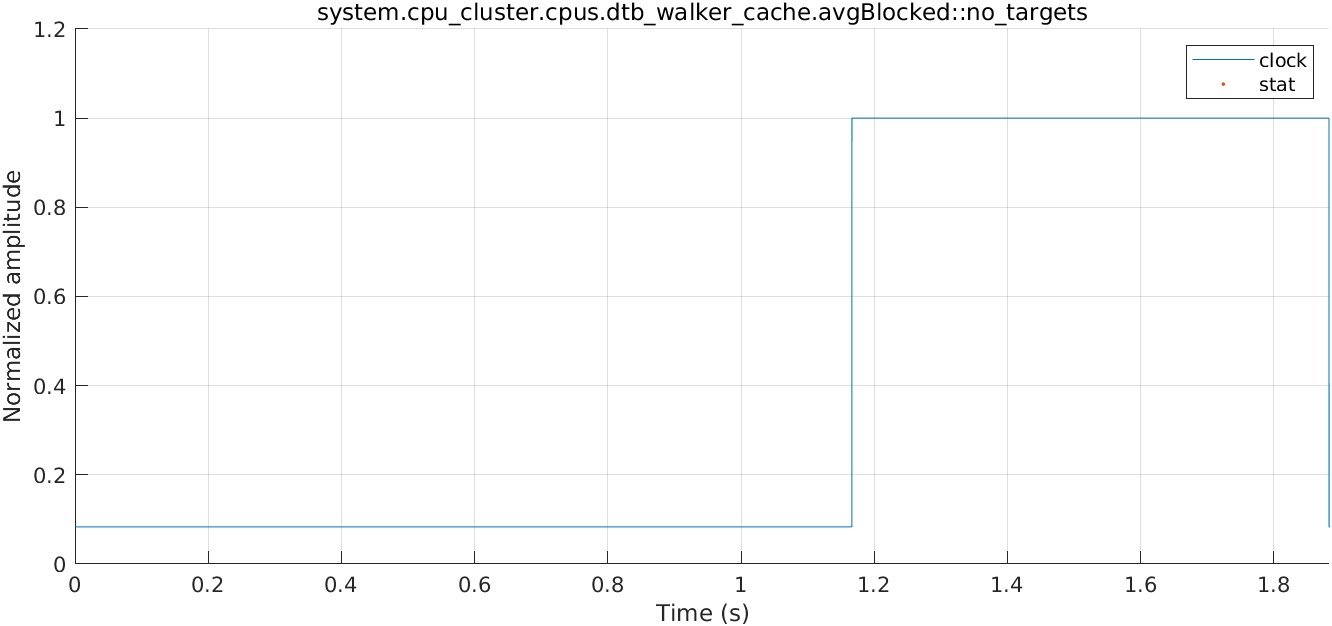 system.cpu_cluster.cpus.dtb_walker_cache.avgBlocked::no_targets
1.2
1
0.8
0.6
0.4
0.2
0
Normalized amplitude
clock
stat
0 0.2 0.4 0.6 0.8 1 1.2 1.4 1.6 1.8
Time (s)